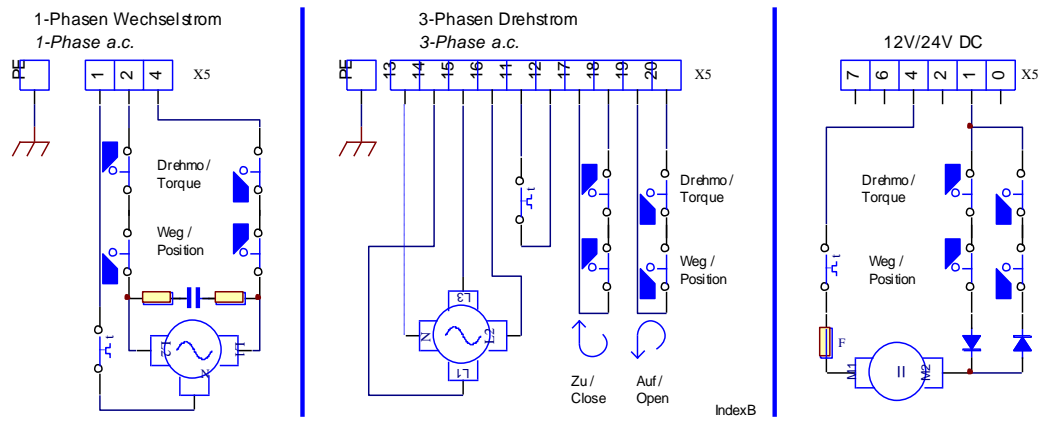 1-Phasen Wechselstrom
1-Phase a.c.
PE
1 2 4 X5
Drehmo / Torque
Weg / Position
t
L2 L1
N
3-Phasen Drehstrom
3-Phase a.c.
PE
13 14 15 16 11 12 17 18 19 20 X5
t
Drehmo / Torque
Weg / Position
L3
N L2
L1
Zu / Close
Auf / Open
IndexB
12V/24V DC
7 6 4 2 1 0 X5
Drehmo / Torque
Weg / Position
t
F
M1 M2